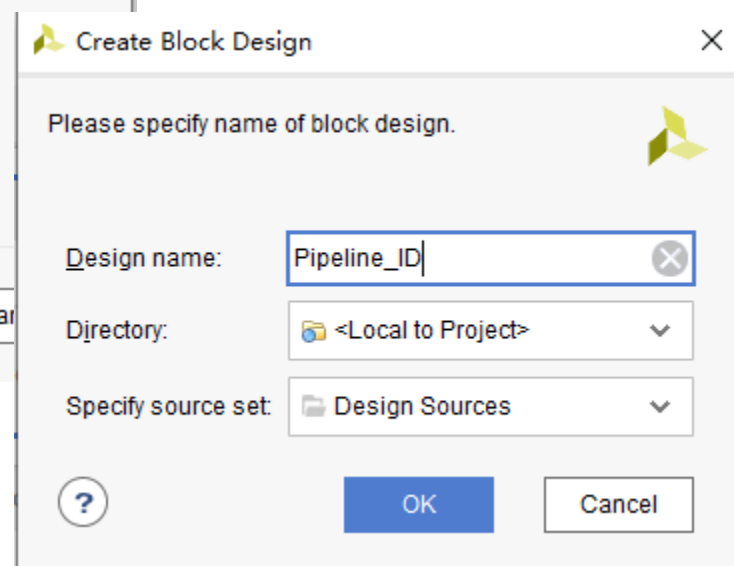 Create Block Design
Please specify name of block design.
Design name: Pipeline_ID
Directory: <Local to Project>
Specify source set: Design Sources
? OK Cancel